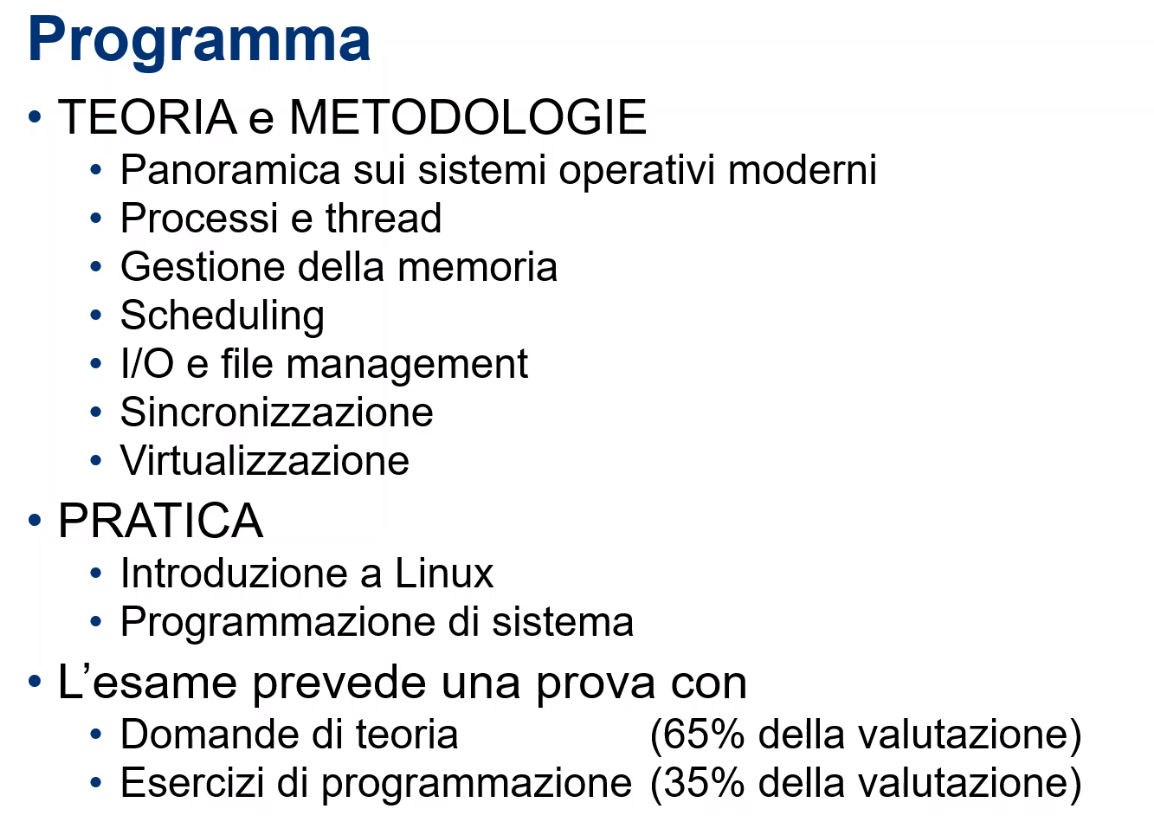 Programma
• TEORIA e METODOLOGIE
• Panoramica sui sistemi operativi moderni
• Processi e thread
• Gestione della memoria
• Scheduling
• I/O e file management
• Sincronizzazione
• Virtualizzazione
• PRATICA
• Introduzione a Linux
• Programmazione di sistema
• L’esame prevede una prova con
• Domande di teoria (65% della valutazione)
• Esercizi di programmazione (35% della valutazione)